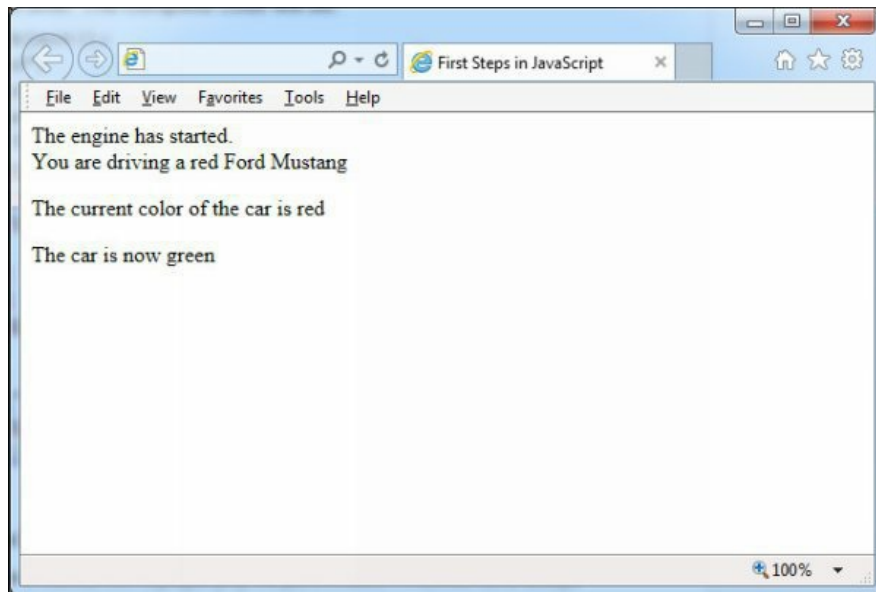 First Steps in JavaScript
File Edit View Favorites Tools Help
The engine has started.
You are driving a red Ford Mustang
The current color of the car is red
The car is now green
100%